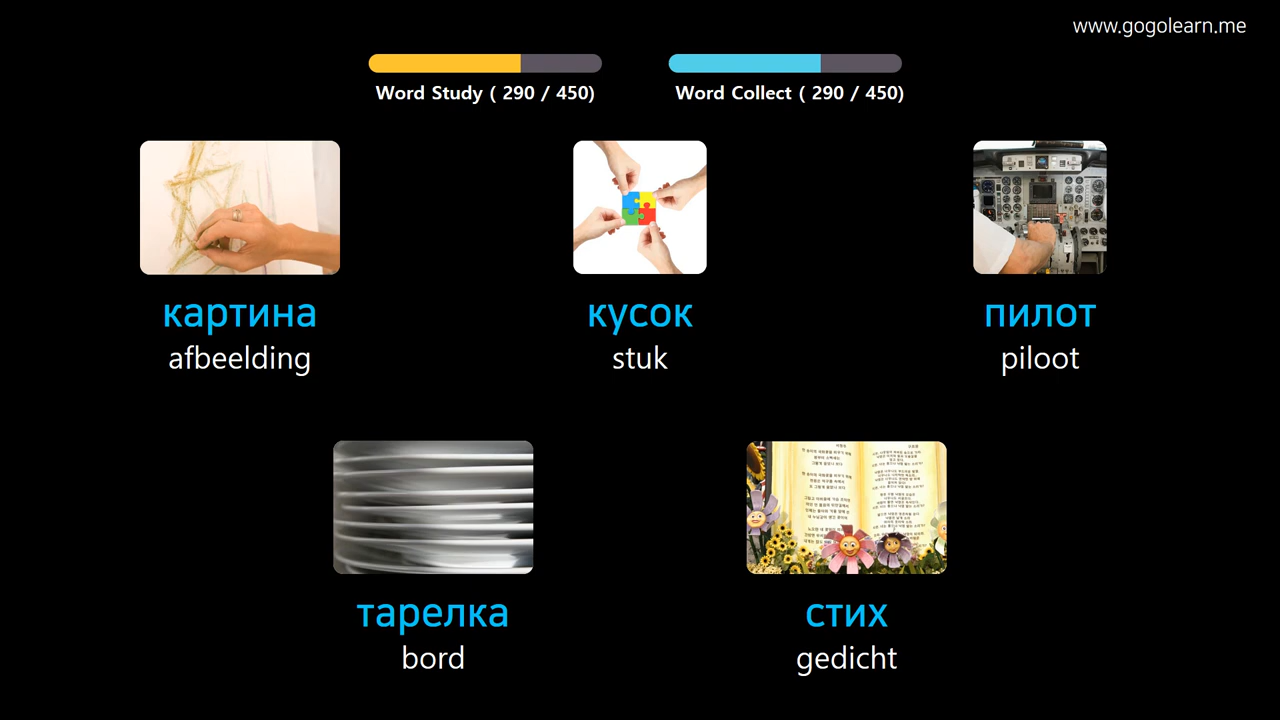 www.gogolearn.me
Word Study ( 290 / 450)
Word Collect ( 290 / 450)
картина
afbeelding
кусок
stuk
пилот
piloot
тарелка
bord
стих
gedicht